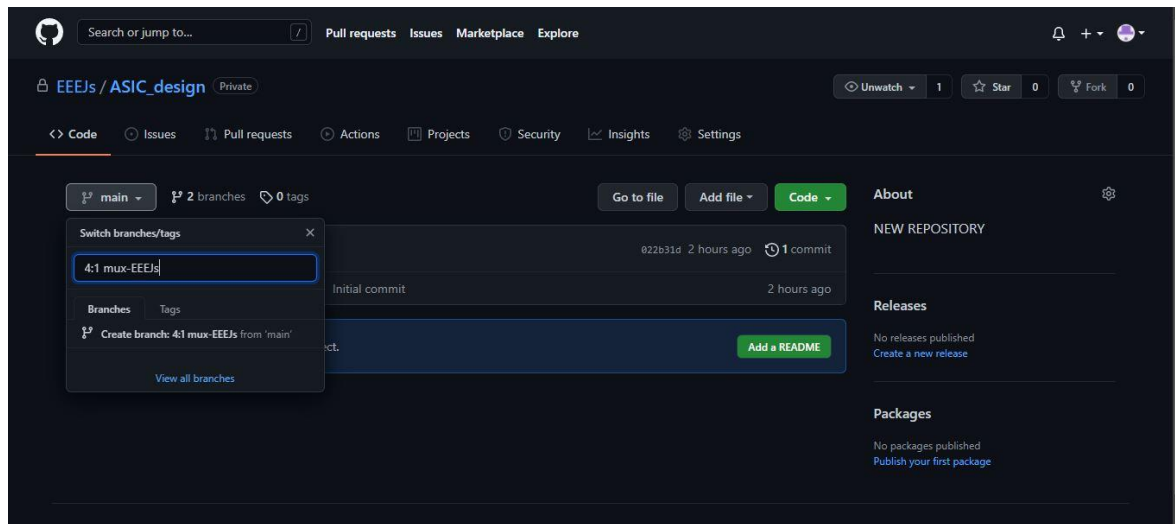 Search or jump to... / Pull requests Issues Marketplace Explore
EEEJs / ASIC_design Private
Unwatch 1 Star 0 Fork 0
<> Code Issues Pull requests Actions Projects Security Insights Settings
main 2 branches 0 tags
Go to file Add file Code
Switch branches/tags
4:1 mux-EEEJs
Branches Tags
Create branch: 4:1 mux-EEEJs from 'main'
View all branches
022b31d 2 hours ago 1 commit
Initial commit 2 hours ago
ect. Add a README
About
NEW REPOSITORY
Releases
No releases published
Create a new release
Packages
No packages published
Publish your first package